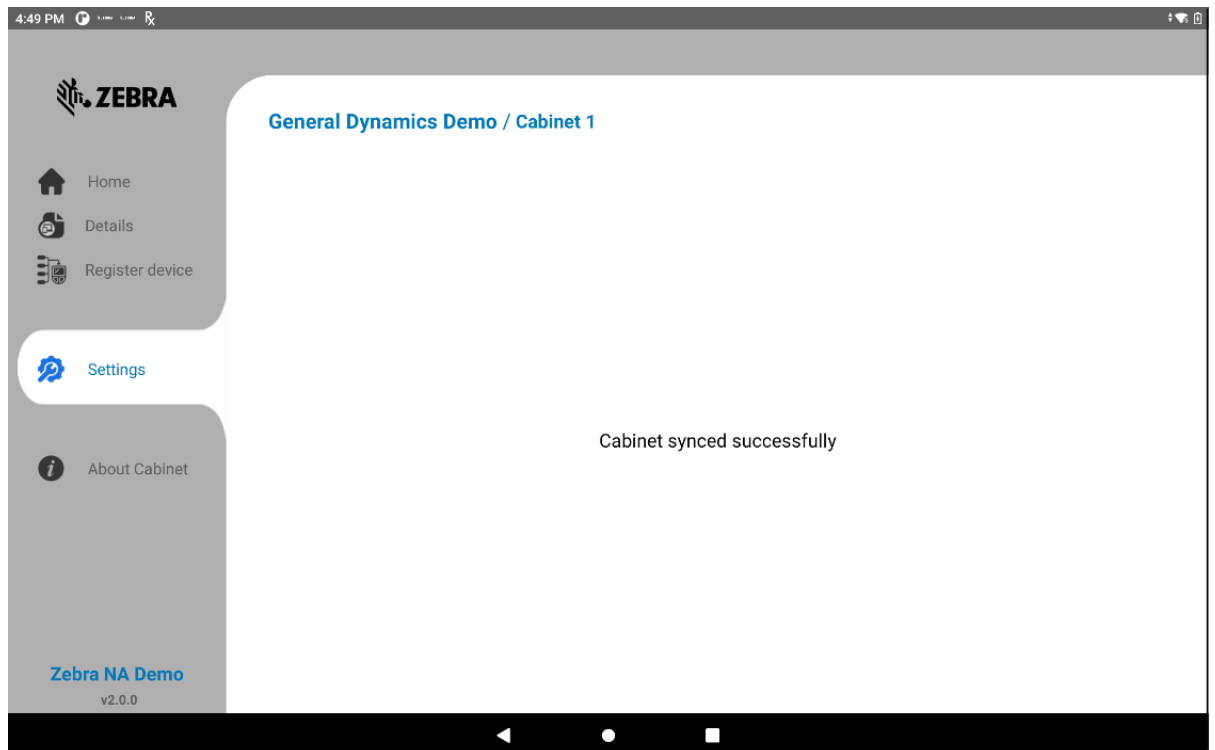 4:49 PM
ZEBRA
General Dynamics Demo / Cabinet 1
Home
Details
Register device
Settings
Cabinet synced successfully
About Cabinet
Zebra NA Demo
v2.0.0